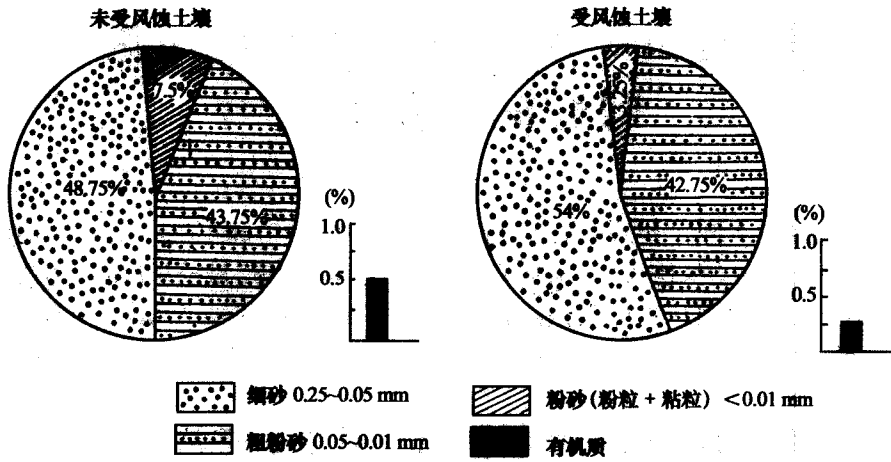 未受风蚀土壤
受风蚀土壤
7.5%
48.75%
43.75%
3.25%
54%
42.75%
(%)
1.0
0.5
(%)
1.0
0.5
细砂 0.25~0.05 mm
粉砂(粉粒 + 粘粒) <0.01 mm
粗粉砂 0.05~0.01 mm
有机质